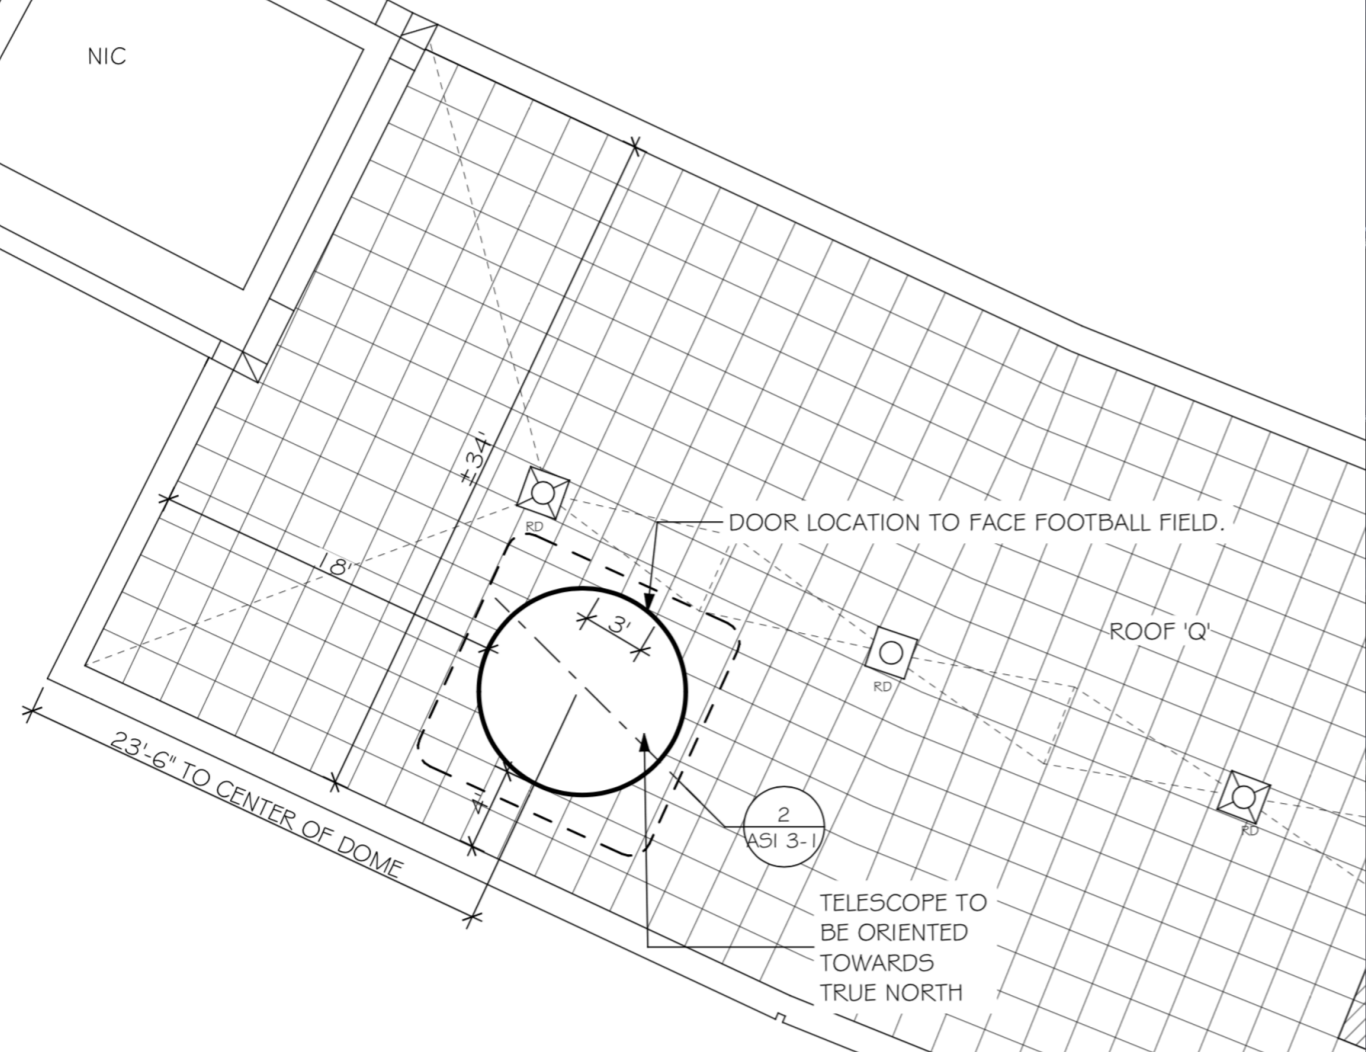 NIC
±34'
RD
DOOR LOCATION TO FACE FOOTBALL FIELD.
18'
3'
ROOF 'Q'
RD
23'-6" TO CENTER OF DOME
4'
2
ASI 3-1
RD
TELESCOPE TO
BE ORIENTED
TOWARDS
TRUE NORTH